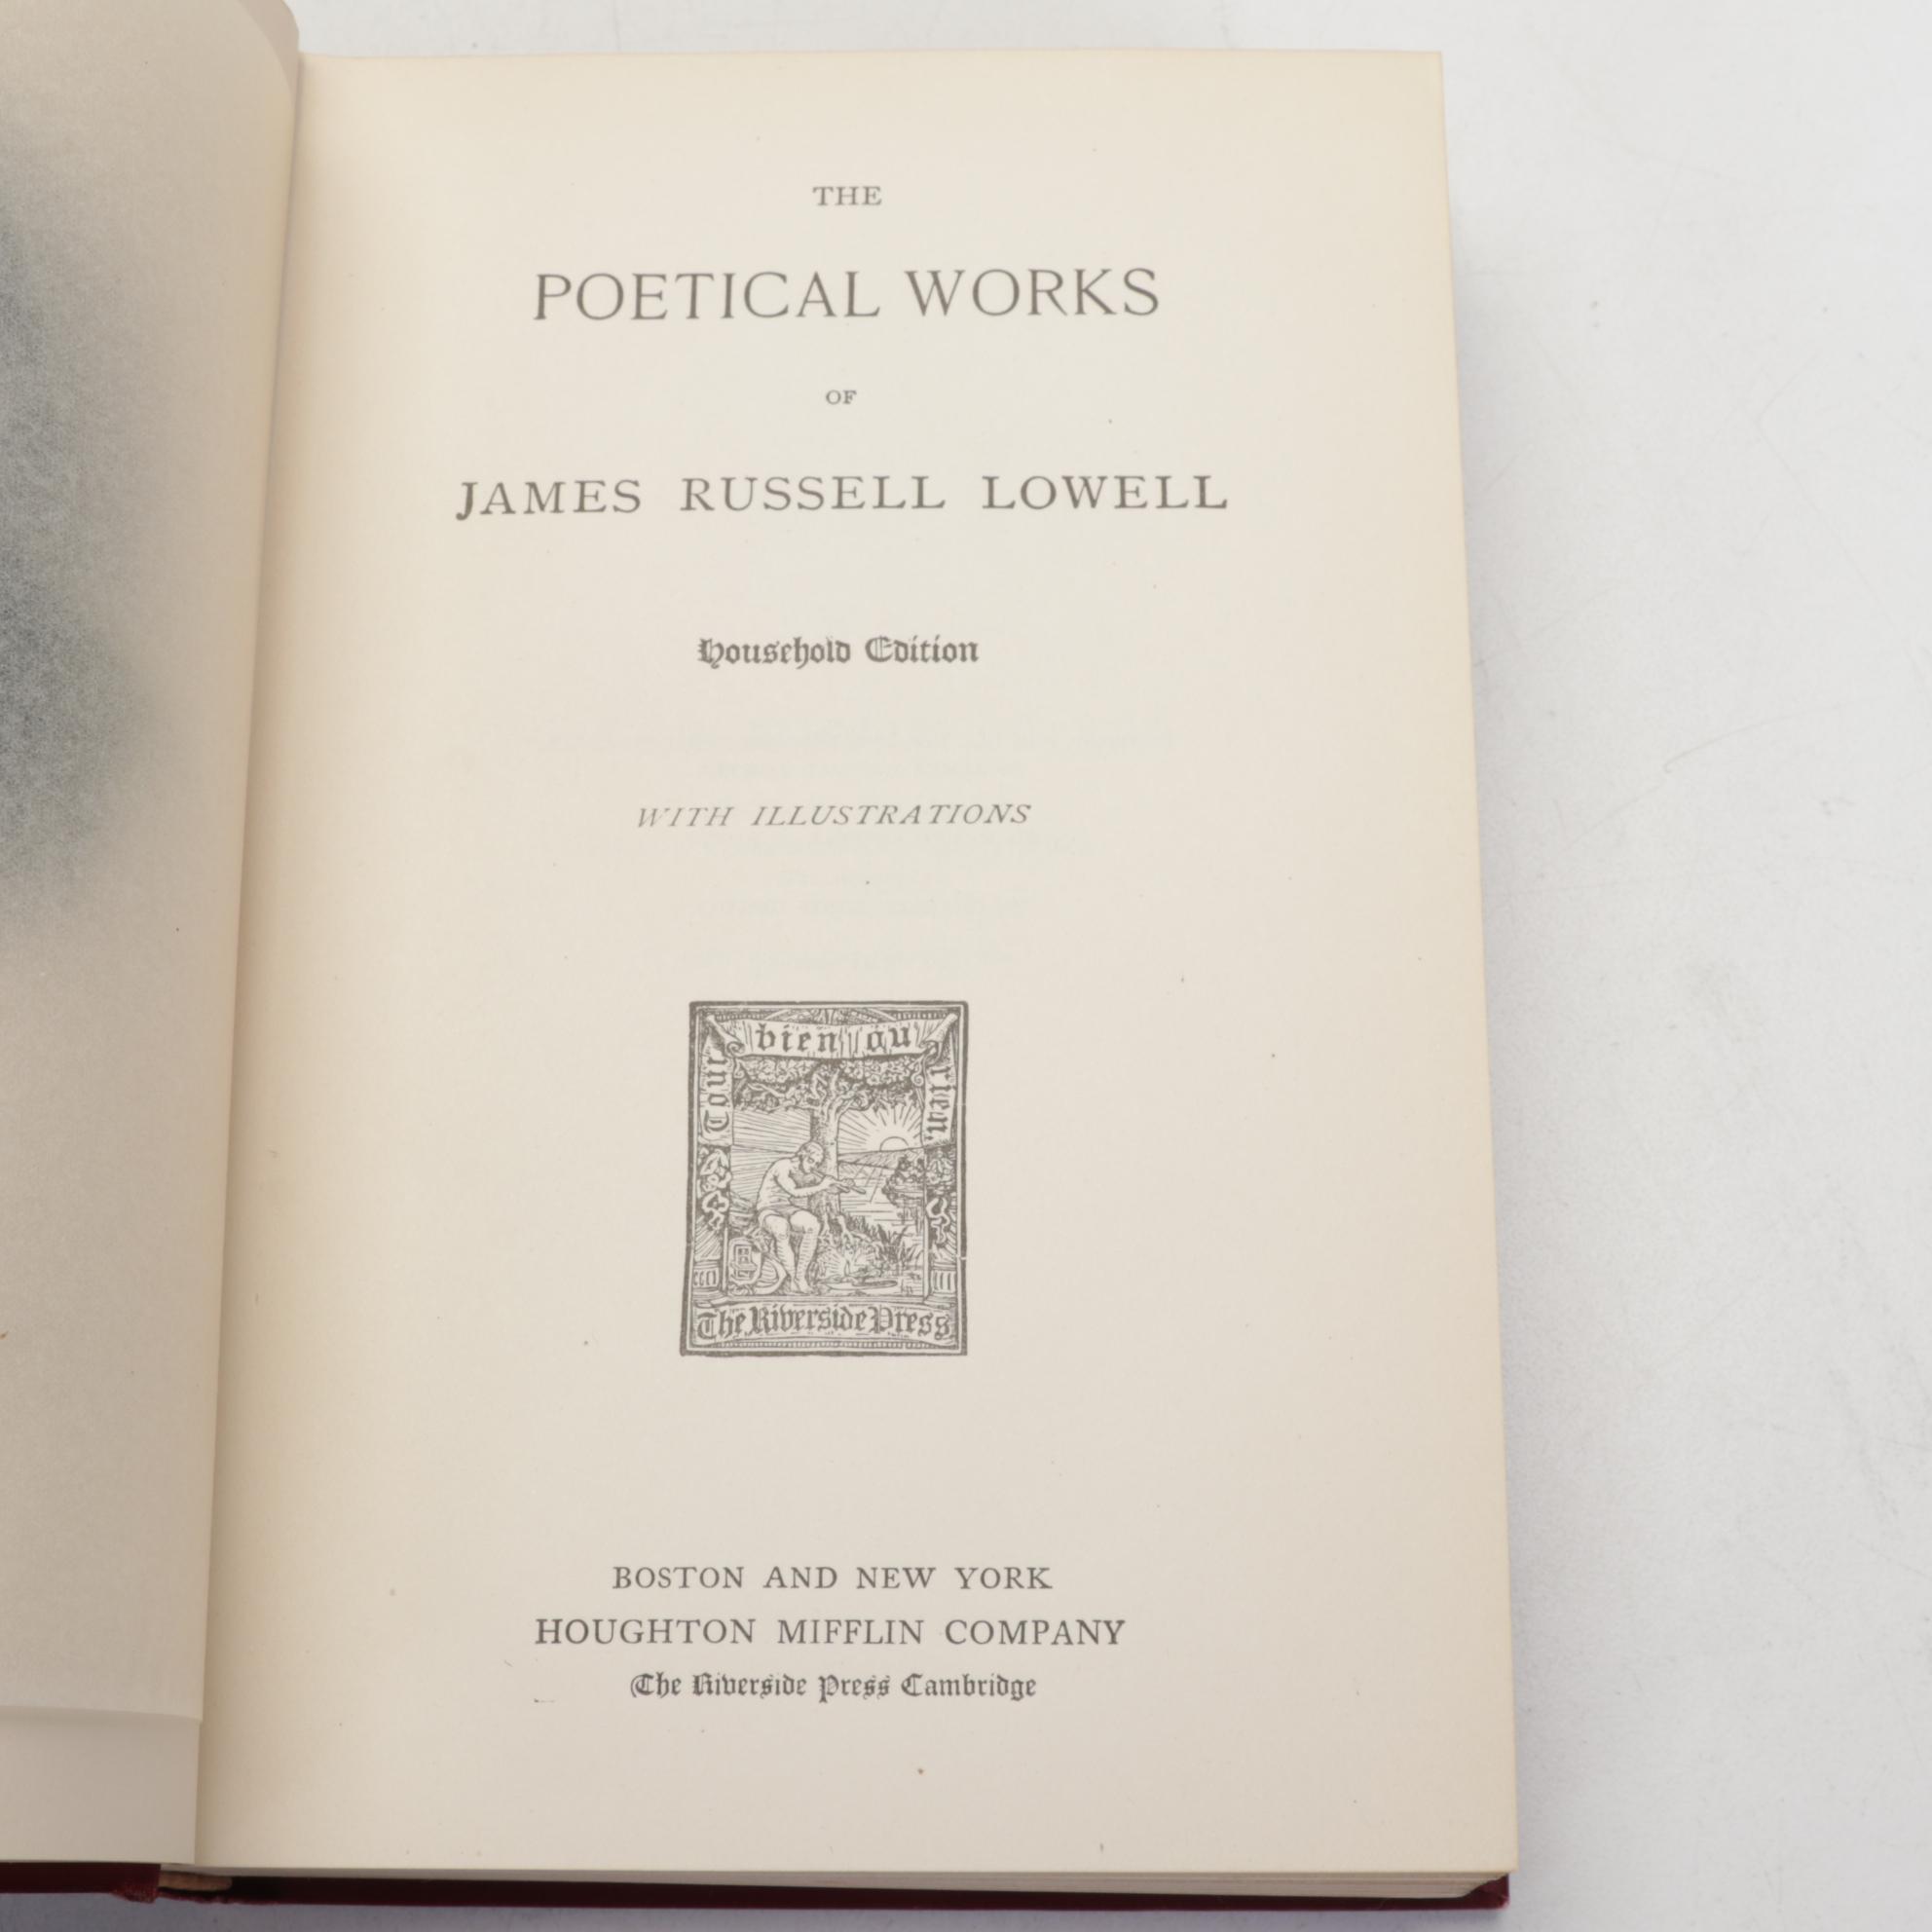 THE
POETICAL WORKS
OF
JAMES RUSSELL LOWELL
Household Edition
WITH ILLUSTRATIONS
Tout bien ou rien.
The Riverside Press
BOSTON AND NEW YORK
HOUGHTON MIFFLIN COMPANY
The Riverside Press Cambridge